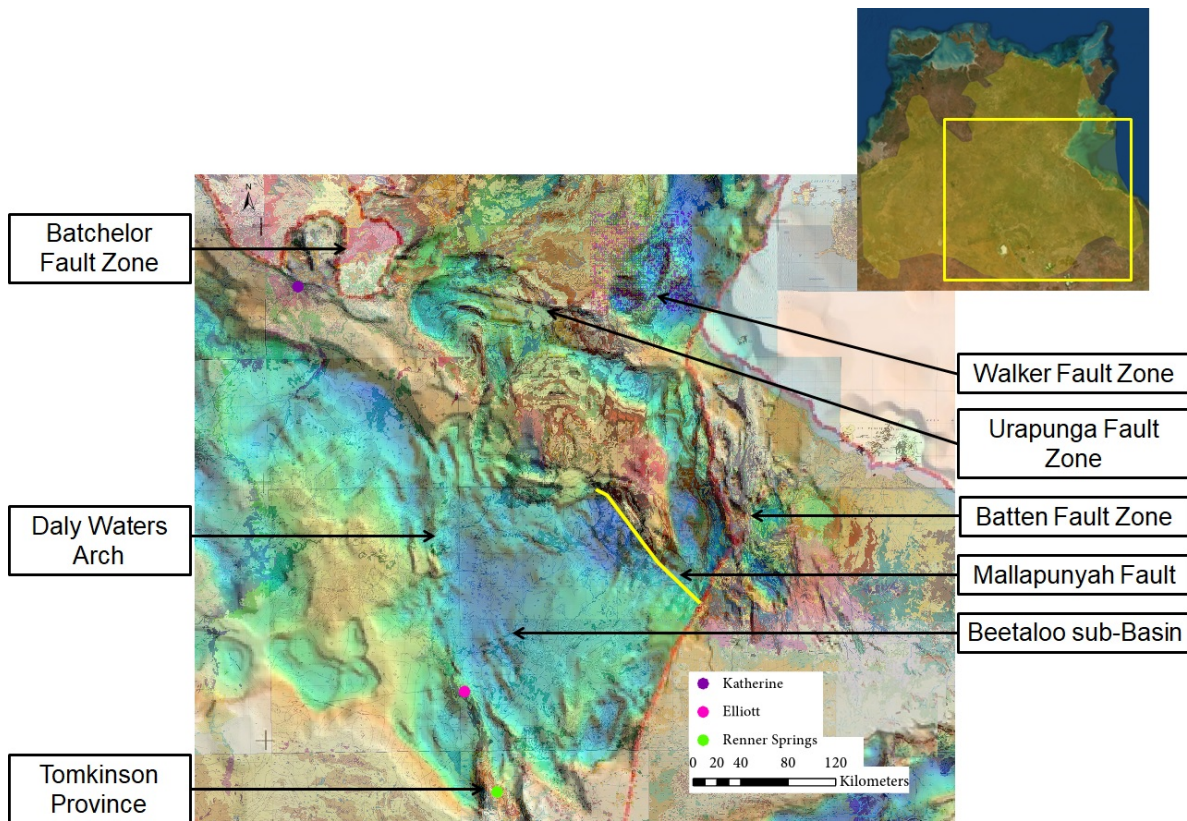 Batchelor
Fault Zone
N
Walker Fault Zone
Urapunga Fault
Zone
Daly Waters
Arch
Batten Fault Zone
Mallapunyah Fault
Beetaloo sub-Basin
Katherine
Elliott
Renner Springs
0 20 40 80 120
Kilometers
Tomkinson
Province